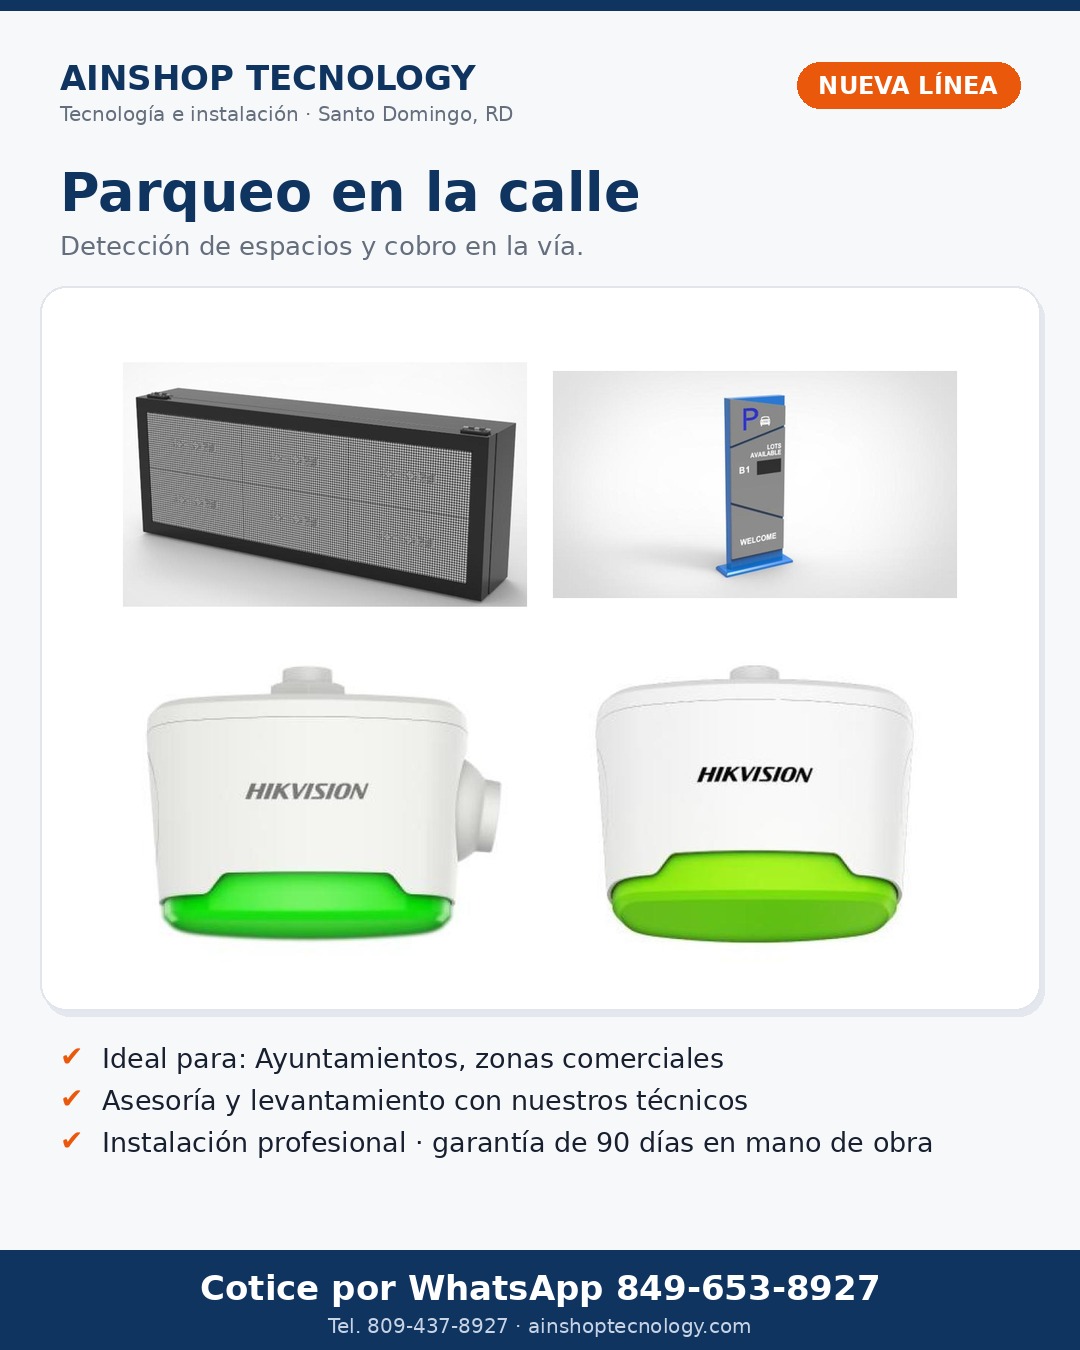 AINSHOP TECNOLOGY
NUEVA LÍNEA
Tecnología e instalación · Santo Domingo, RD
Parqueo en la calle
Detección de espacios y cobro en la vía.
P
LOTS
AVAILABLE
B1
WELCOME
HIKVISION
HIKVISION
✔ Ideal para: Ayuntamientos, zonas comerciales
✔ Asesoría y levantamiento con nuestros técnicos
✔ Instalación profesional · garantía de 90 días en mano de obra
Cotice por WhatsApp 849-653-8927
Tel. 809-437-8927 · ainshoptecnology.com